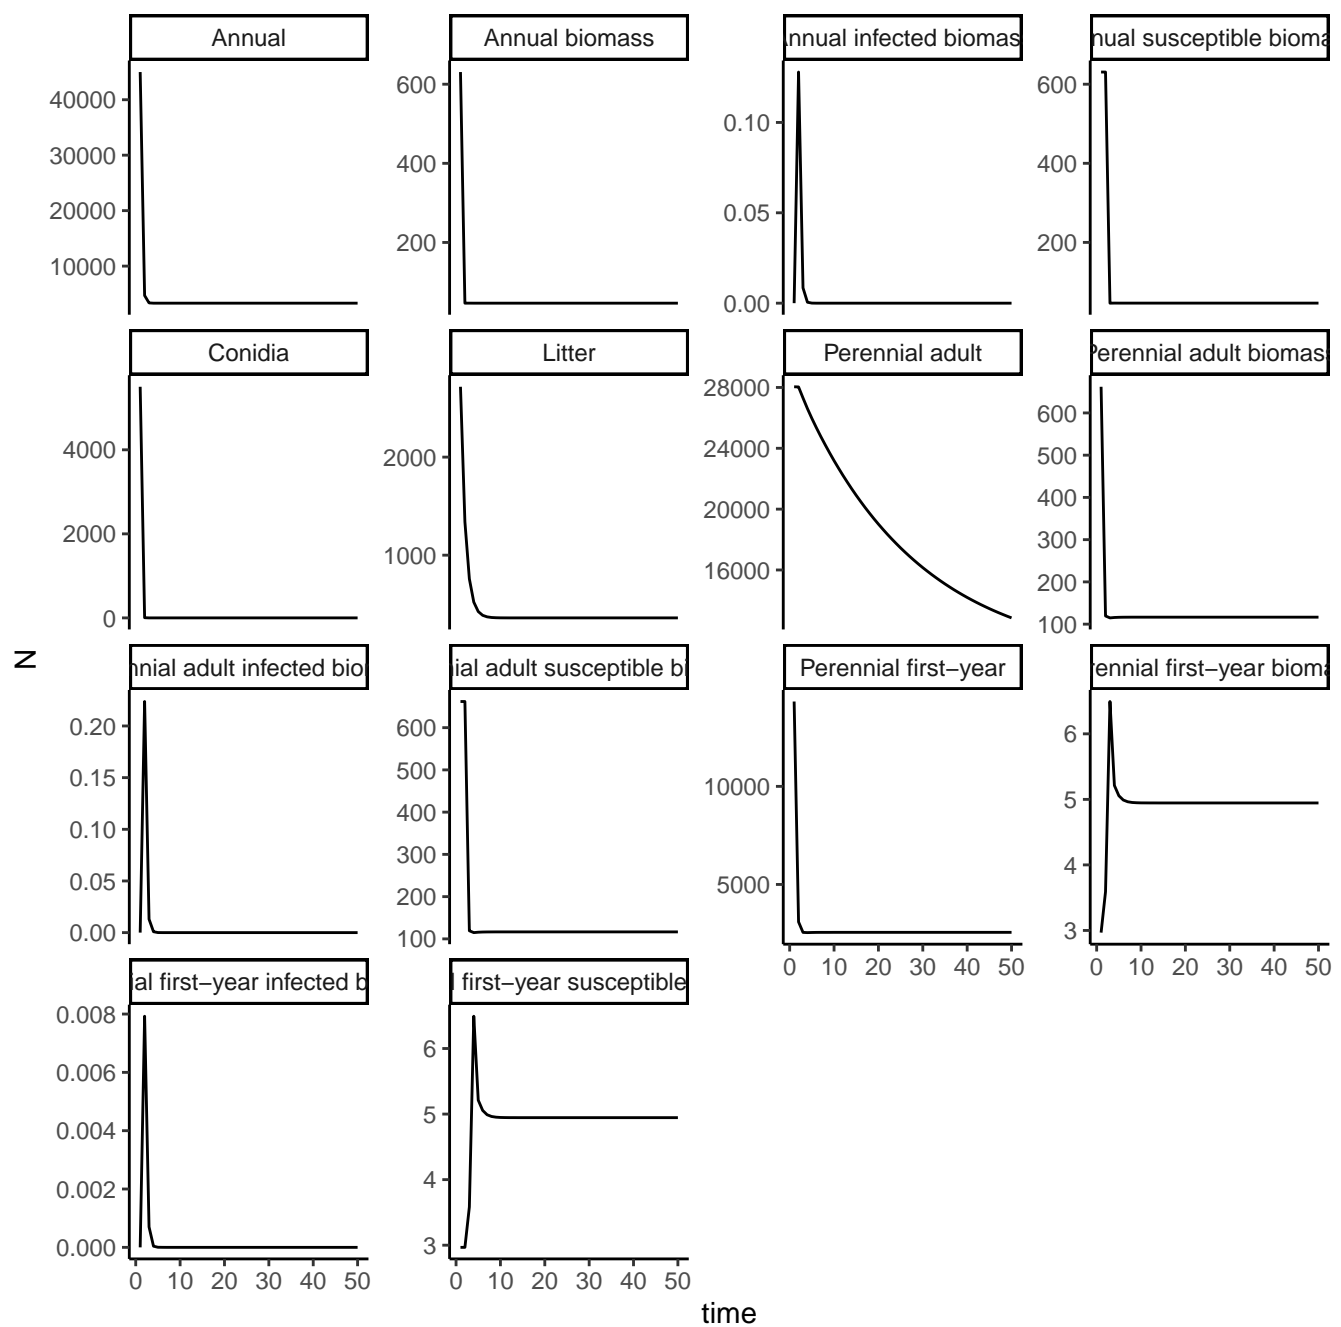 Annual
Annual biomass
nnual infected biomas
nual susceptible bioma
40000
30000
20000
10000
600
400
200
0.10
0.05
0.00
600
400
200
Conidia
Litter
Perennial adult
Perennial adult biomass
4000
2000
0
2000
1000
28000
24000
20000
16000
600
500
400
300
200
100
nnial adult infected bio
ial adult susceptible b
Perennial first−year
rennial first−year bioma
0.20
0.15
0.10
0.05
0.00
600
500
400
300
200
100
10000
5000
6
5
4
3
0 10 20 30 40 50
0 10 20 30 40 50
ial first−year infected b
first−year susceptible
0.008
0.006
0.004
0.002
0.000
6
5
4
3
0 10 20 30 40 50
0 10 20 30 40 50
N
time